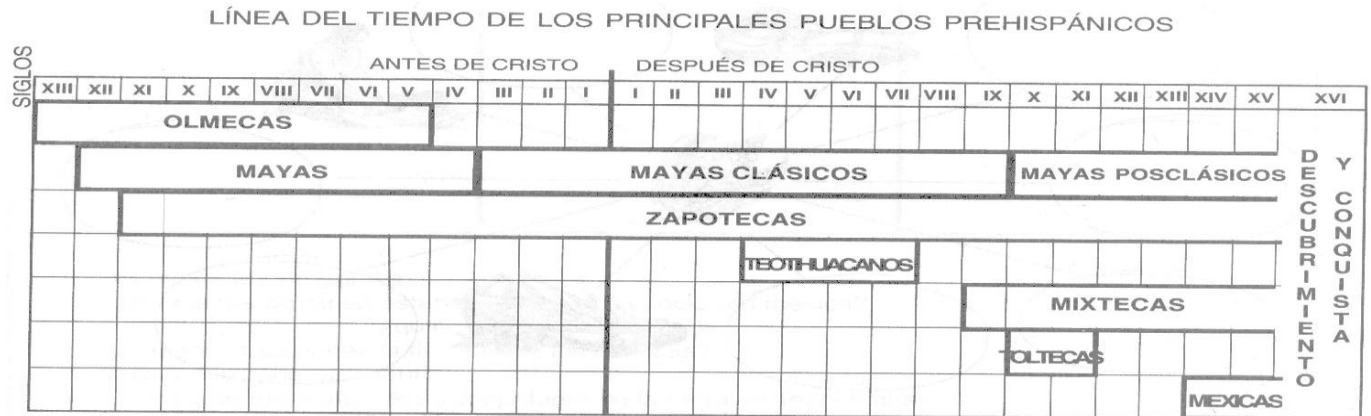 LÍNEA DEL TIEMPO DE LOS PRINCIPALES PUEBLOS PREHISPÁNICOS
SIGLOS
ANTES DE CRISTO DESPUÉS DE CRISTO
XIII XII XI X IX VIII VII VI V IV III II I I II III IV V VI VII VIII IX X XI XII XIII XIV XV XVI
OLMECAS
MAYAS MAYAS CLÁSICOS MAYAS POSCLÁSICOS
ZAPOTECAS
TEOTIHUACANOS
MIXTECAS
TOLTECAS
MEXICAS
DESCUBRIMIENTO
Y CONQUISTA